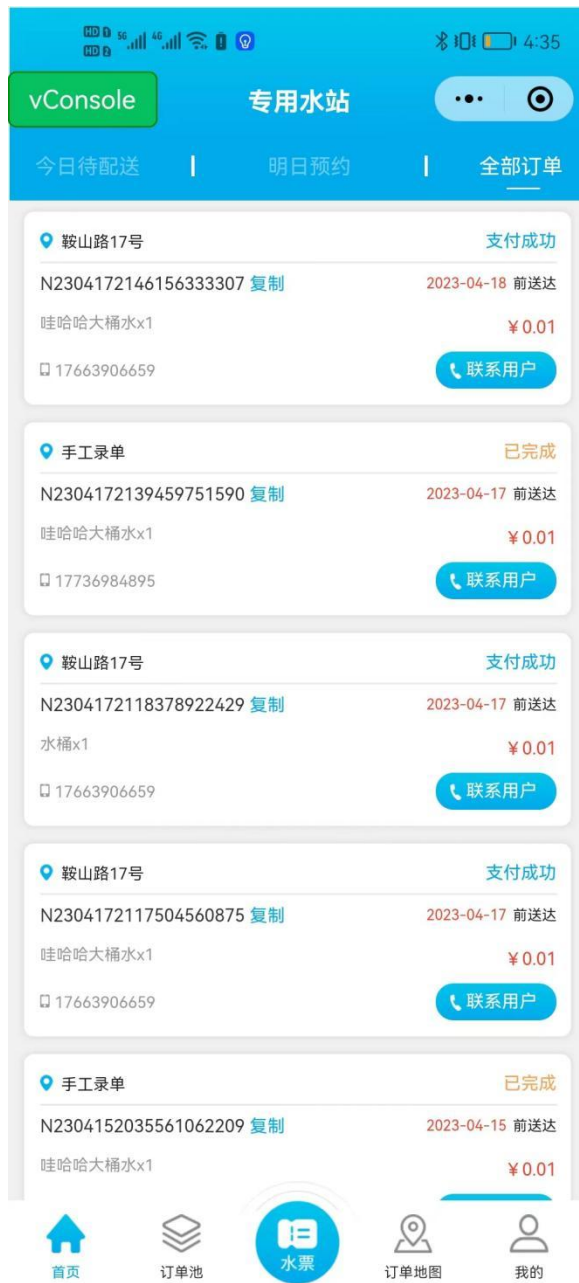 HD 1 5G 4G 4:35
HD 2
vConsole 专用水站
今日待配送 明日预约 全部订单
鞍山路17号 支付成功
N2304172146156333307 复制 2023-04-18 前送达
哇哈哈大桶水x1 ￥0.01
17663906659 联系用户
手工录单 已完成
N2304172139459751590 复制 2023-04-17 前送达
哇哈哈大桶水x1 ￥0.01
17736984895 联系用户
鞍山路17号 支付成功
N2304172118378922429 复制 2023-04-17 前送达
水桶x1 ￥0.01
17663906659 联系用户
鞍山路17号 支付成功
N2304172117504560875 复制 2023-04-17 前送达
哇哈哈大桶水x1 ￥0.01
17663906659 联系用户
手工录单 已完成
N2304152035561062209 复制 2023-04-15 前送达
哇哈哈大桶水x1 ￥0.01
首页 订单池 水票 订单地图 我的